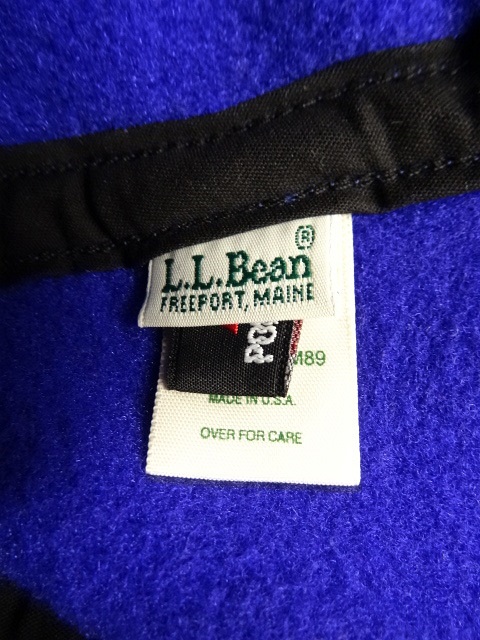 L.L.Bean®
FREEPORT, MAINE
M89
MADE IN U.S.A.
OVER FOR CARE